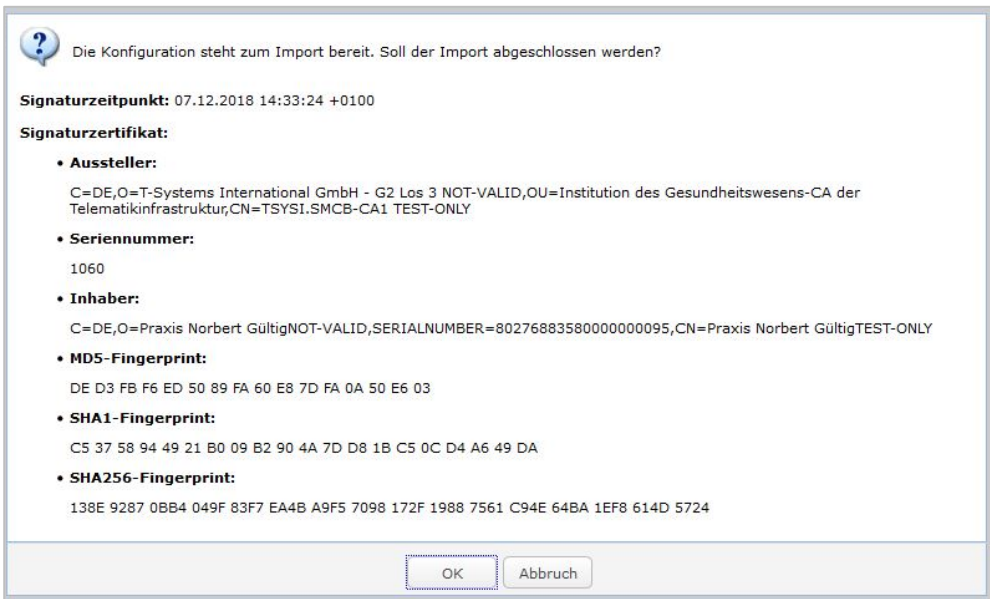 Die Konfiguration steht zum Import bereit. Soll der Import abgeschlossen werden?
Signaturzeitpunkt: 07.12.2018 14:33:24 +0100
Signaturzertifikat:
• Aussteller:
C=DE,O=T-Systems International GmbH - G2 Los 3 NOT-VALID,OU=Institution des Gesundheitswesens-CA der
Telematikinfrastruktur,CN=TSYSI.SMCB-CA1 TEST-ONLY
• Seriennummer:
1060
• Inhaber:
C=DE,O=Praxis Norbert GültigNOT-VALID,SERIALNUMBER=80276883580000000095,CN=Praxis Norbert GültigTEST-ONLY
• MD5-Fingerprint:
DE D3 FB F6 ED 50 89 FA 60 E8 7D FA 0A 50 E6 03
• SHA1-Fingerprint:
C5 37 58 94 49 21 B0 09 B2 90 4A 7D D8 1B C5 0C D4 A6 49 DA
• SHA256-Fingerprint:
138E 9287 0BB4 049F 83F7 EA4B A9F5 7098 172F 1988 7561 C94E 64BA 1EF8 614D 5724
OK Abbruch